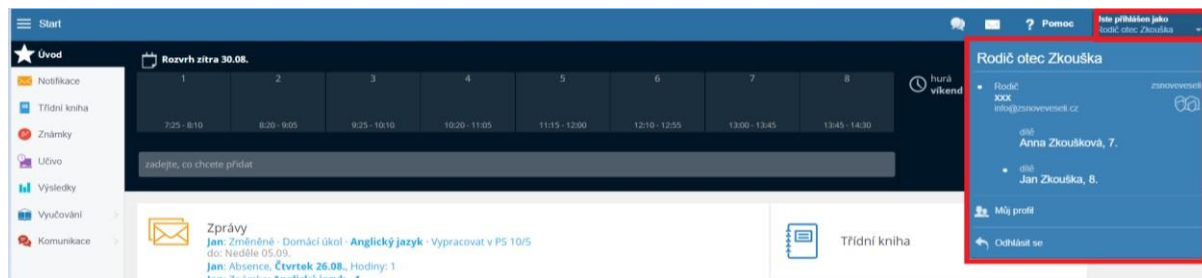 Start
? Pomoc
Jste přihlášen jako
Rodič otec Zkouška
Úvod
Notifikace
Třídní kniha
Známky
Učivo
Výsledky
Vyučování
Komunikace
Rozvrh zítra 30.08.
1 2 3 4 5 6 7 8
7:25 - 8:10 8:20 - 9:05 9:25 - 10:10 10:20 - 11:05 11:15 - 12:00 12:10 - 12:55 13:00 - 13:45 13:45 - 14:30
hurá
víkend
zadejte, co chcete přidat
Zprávy
Jan: Změněné - Domácí úkol - Anglický jazyk - Vypracovat v PS 10/5
do: Neděle 05.09.
Jan: Absence, Čtvrtek 26.08., Hodiny: 1
Třídní kniha
Rodič otec Zkouška
Rodič zsnoveveseli
xxx
info@zsnoveveseli.cz
dítě
Anna Zkoušková, 7.
dítě
Jan Zkouška, 8.
Můj profil
Odhlásit se